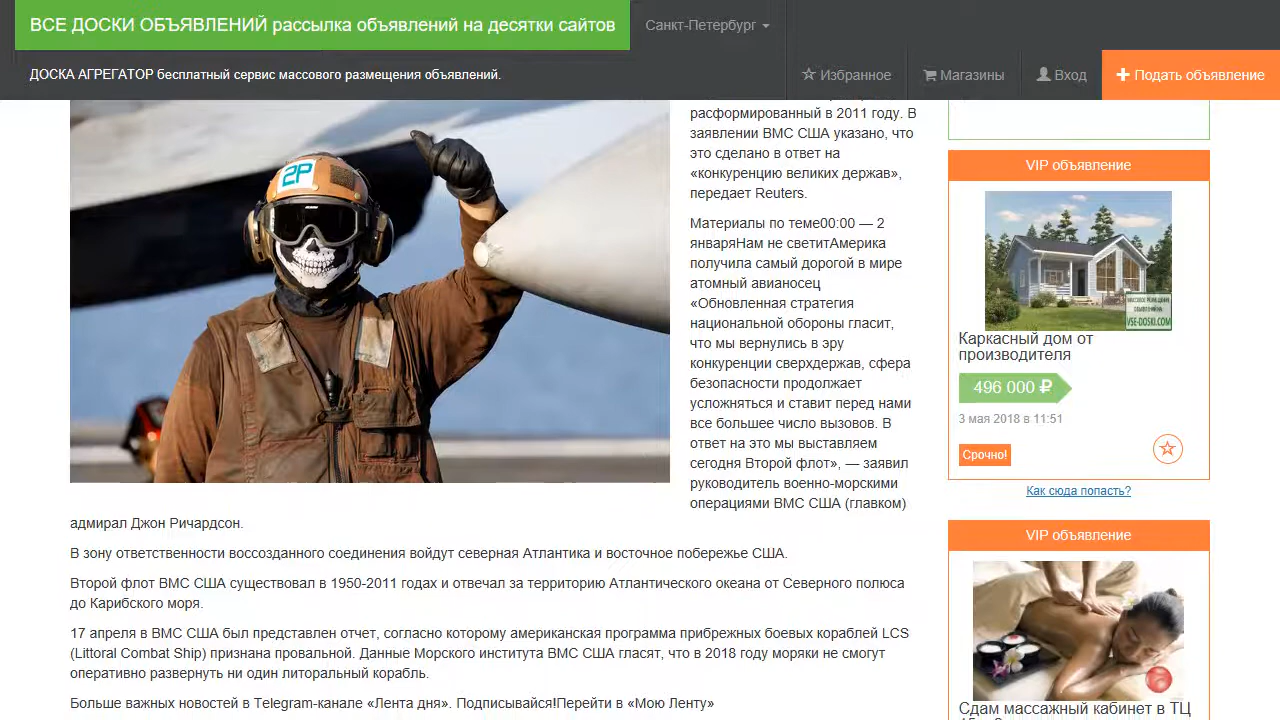 ВСЕ ДОСКИ ОБЪЯВЛЕНИЙ рассылка объявлений на десятки сайтов
Санкт-Петербург
ДОСКА АГРЕГАТОР бесплатный сервис массового размещения объявлений.
Избранное
Магазины
Вход
Подать объявление
2P
расформированный в 2011 году. В
заявлении ВМС США указано, что
это сделано в ответ на
«конкуренцию великих держав»,
передает Reuters.
Материалы по теме00:00 — 2
январяНам не светитАмерика
получила самый дорогой в мире
атомный авианосец
«Обновленная стратегия
национальной обороны гласит,
что мы вернулись в эру
конкуренции сверхдержав, сфера
безопасности продолжает
усложняться и ставит перед нами
все большее число вызовов. В
ответ на это мы выставляем
сегодня Второй флот», — заявил
руководитель военно-морскими
операциями ВМС США (главком)
адмирал Джон Ричардсон.
В зону ответственности воссозданного соединения войдут северная Атлантика и восточное побережье США.
Второй флот ВМС США существовал в 1950-2011 годах и отвечал за территорию Атлантического океана от Северного полюса
до Карибского моря.
17 апреля в ВМС США был представлен отчет, согласно которому американская программа прибрежных боевых кораблей LCS
(Littoral Combat Ship) признана провальной. Данные Морского института ВМС США гласят, что в 2018 году моряки не смогут
оперативно развернуть ни один литоральный корабль.
Больше важных новостей в Telegram-канале «Лента дня». Подписывайся!Перейти в «Мою Ленту»
VIP объявление
VSE-DOSKI.COM
Каркасный дом от
производителя
496 000 ₽
3 мая 2018 в 11:51
Срочно!
Как сюда попасть?
VIP объявление
Сдам массажный кабинет в ТЦ